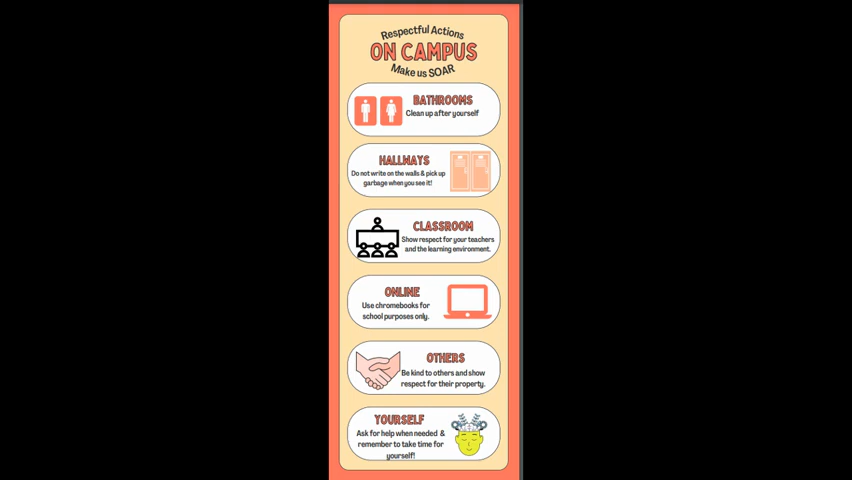 Respectful Actions
ON CAMPUS
Make us SOAR
BATHROOMS
Clean up after yourself
HALLWAYS
Do not write on the walls & pick up
garbage when you see it!
CLASSROOM
Show respect for your teachers
and the learning environment.
ONLINE
Use chromebooks for
school purposes only.
OTHERS
Be kind to others and show
respect for their property.
YOURSELF
Ask for help when needed &
remember to take time for
yourself!